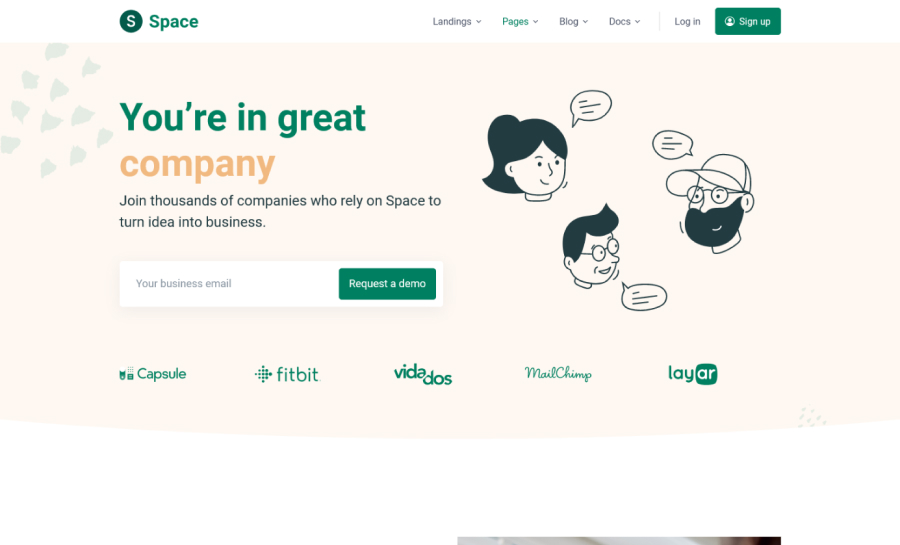 S Space
Landings Pages Blog Docs Log in Sign up
You're in great
company
Join thousands of companies who rely on Space to
turn idea into business.
Your business email Request a demo
Capsule fitbit. vidados MailChimp layar